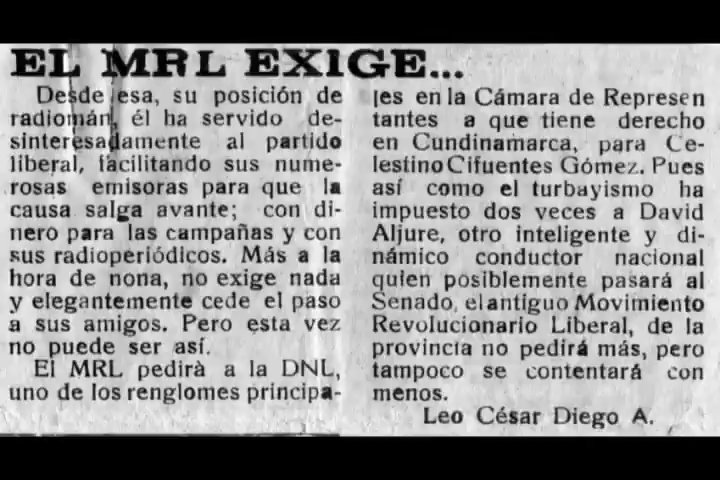 EL MRL EXIGE...
Desde esa, su posición de
radiomán, él ha servido de-
sinteresadamente al partido
liberal, facilitando sus nume-
rosas emisoras para que la
causa salga avante; con di-
nero para las campañas y con
sus radioperiódicos. Más a la
hora de nona, no exige nada
y elegantemente cede el paso
a sus amigos. Pero esta vez
no puede ser así.
El MRL pedirá a la DNL,
uno de los renglomes principa-
les en la Cámara de Represen
tantes a que tiene derecho
en Cundinamarca, para Ce-
lestino Cifuentes Gómez. Pues
así como el turbayismo ha
impuesto dos veces a David
Aljure, otro inteligente y di-
námico conductor nacional
quien posiblemente pasará al
Senado, el antiguo Movimiento
Revolucionario Liberal, de la
provincia no pedirá más, pero
tampoco se contentará con
menos.
Leo César Diego A.